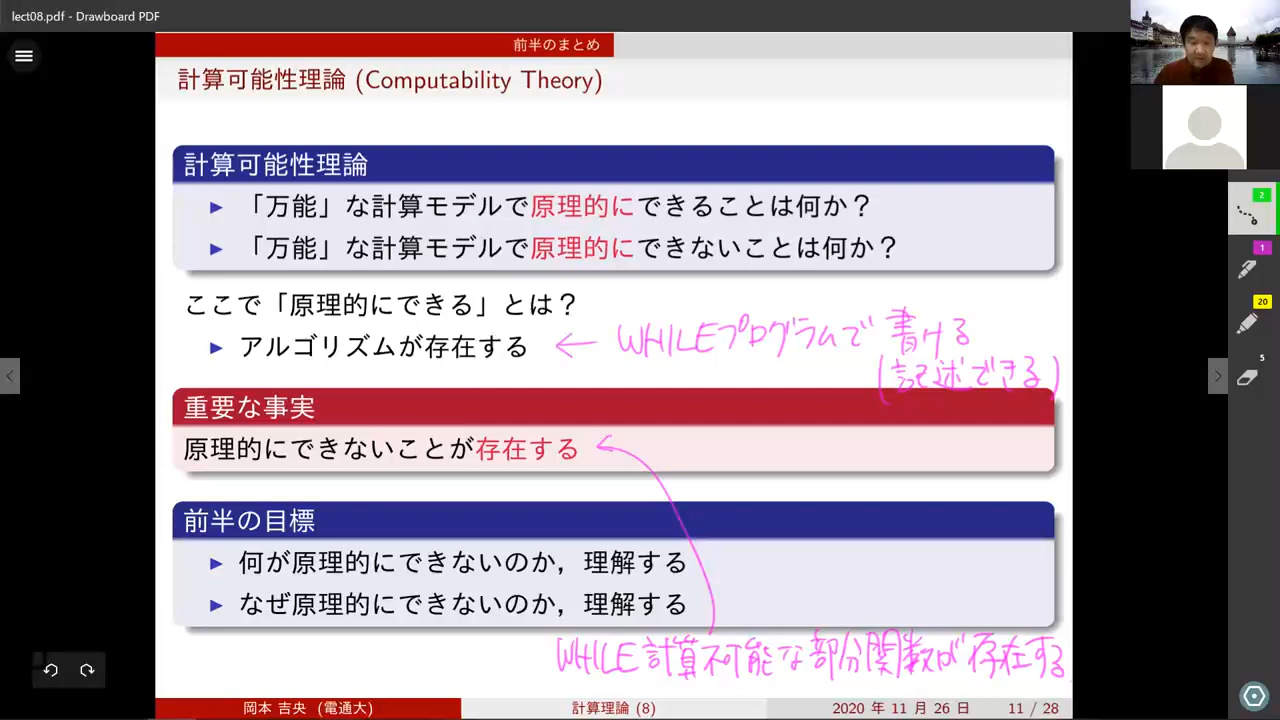 lect08.pdf - Drawboard PDF
前半のまとめ
計算可能性理論 (Computability Theory)
計算可能性理論
▶ 「万能」な計算モデルで原理的にできることは何か？
▶ 「万能」な計算モデルで原理的にできないことは何か？
ここで「原理的にできる」とは？
▶ アルゴリズムが存在する ← WHILEプログラムで書ける
(記述できる)
重要な事実
原理的にできないことが存在する
前半の目標
▶ 何が原理的にできないのか，理解する
▶ なぜ原理的にできないのか，理解する
WHILE計算不可能な部分関数が存在する
岡本 吉央 (電通大) 計算理論 (8) 2020 年 11 月 26 日 11 / 28
2
1
20
5